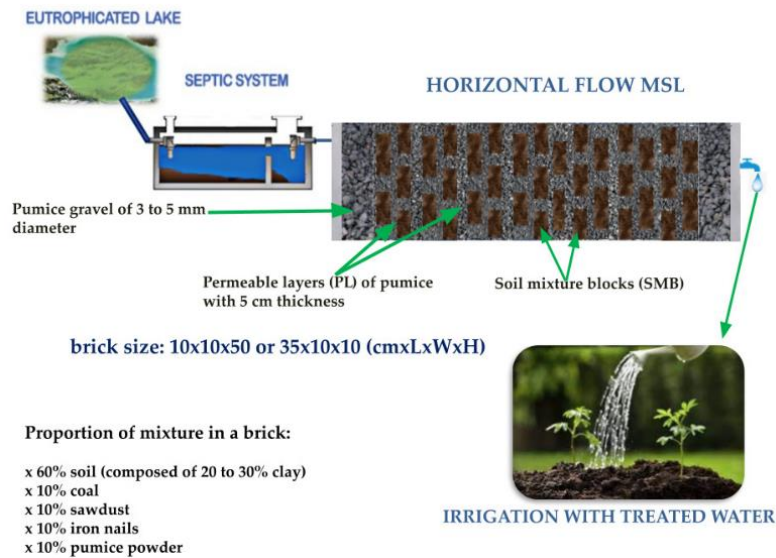 EUTROPHICATED LAKE
SEPTIC SYSTEM
HORIZONTAL FLOW MSL
Pumice gravel of 3 to 5 mm
diameter
Permeable layers (PL) of pumice
with 5 cm thickness
Soil mixture blocks (SMB)
brick size: 10x10x50 or 35x10x10 (cmxLxWxH)
Proportion of mixture in a brick:
x 60% soil (composed of 20 to 30% clay)
x 10% coal
x 10% sawdust
x 10% iron nails
x 10% pumice powder
IRRIGATION WITH TREATED WATER